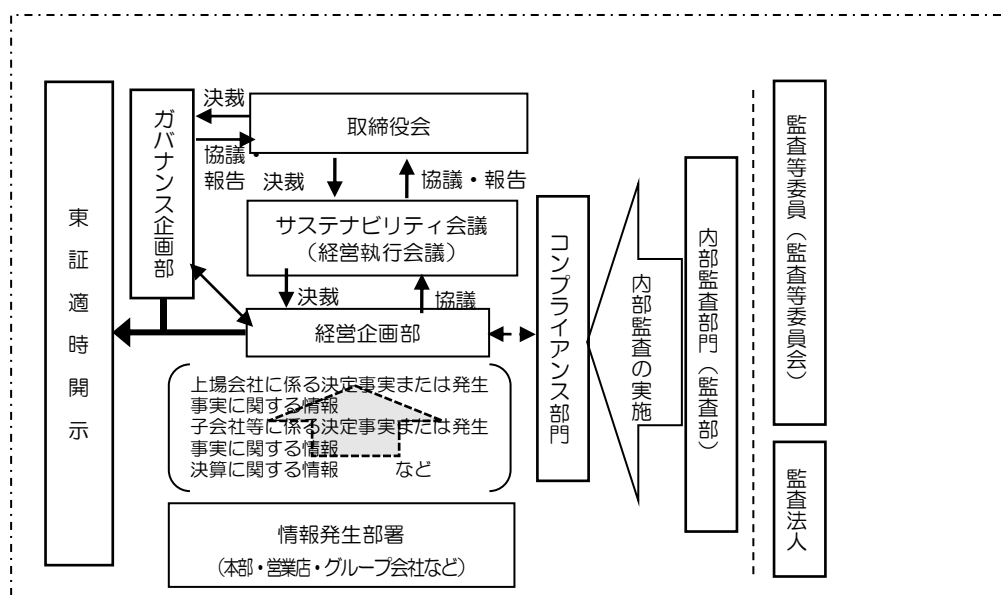 東証適時開示
ガバナンス企画部
決裁
協議・
報告
取締役会
決裁
協議・報告
サステナビリティ会議
（経営執行会議）
決裁
協議
経営企画部
上場会社に係る決定事実または発生
事実に関する情報
子会社等に係る決定事実または発生
事実に関する情報
決算に関する情報　　　など
情報発生部署
（本部・営業店・グループ会社など）
コンプライアンス部門
内部監査の実施
内部監査部門（監査部）
監査等委員（監査等委員会）
監査法人